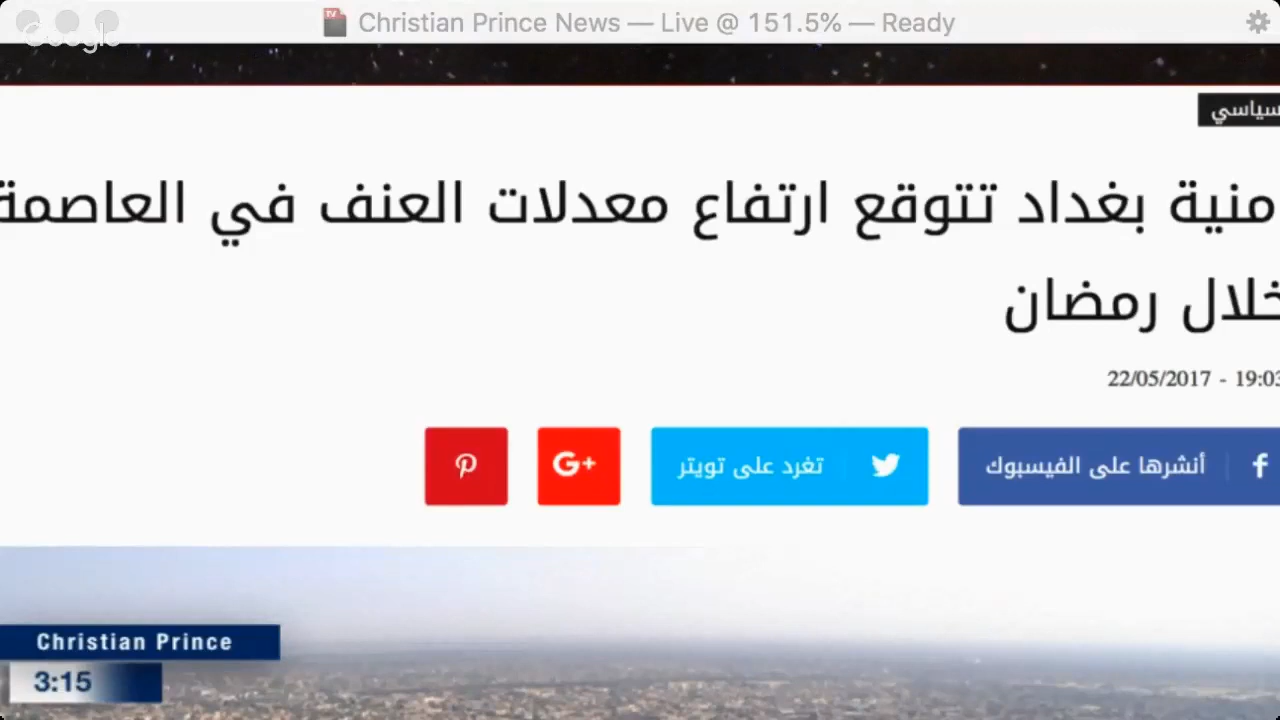 Christian Prince News — Live @ 151.5% — Ready
Google
سياسي
منية بغداد تتوقع ارتفاع معدلات العنف في العاصمة
خلال رمضان
22/05/2017 - 19:03
أنشرها على الفيسبوك
تغرد على تويتر
G+
Christian Prince
3:15